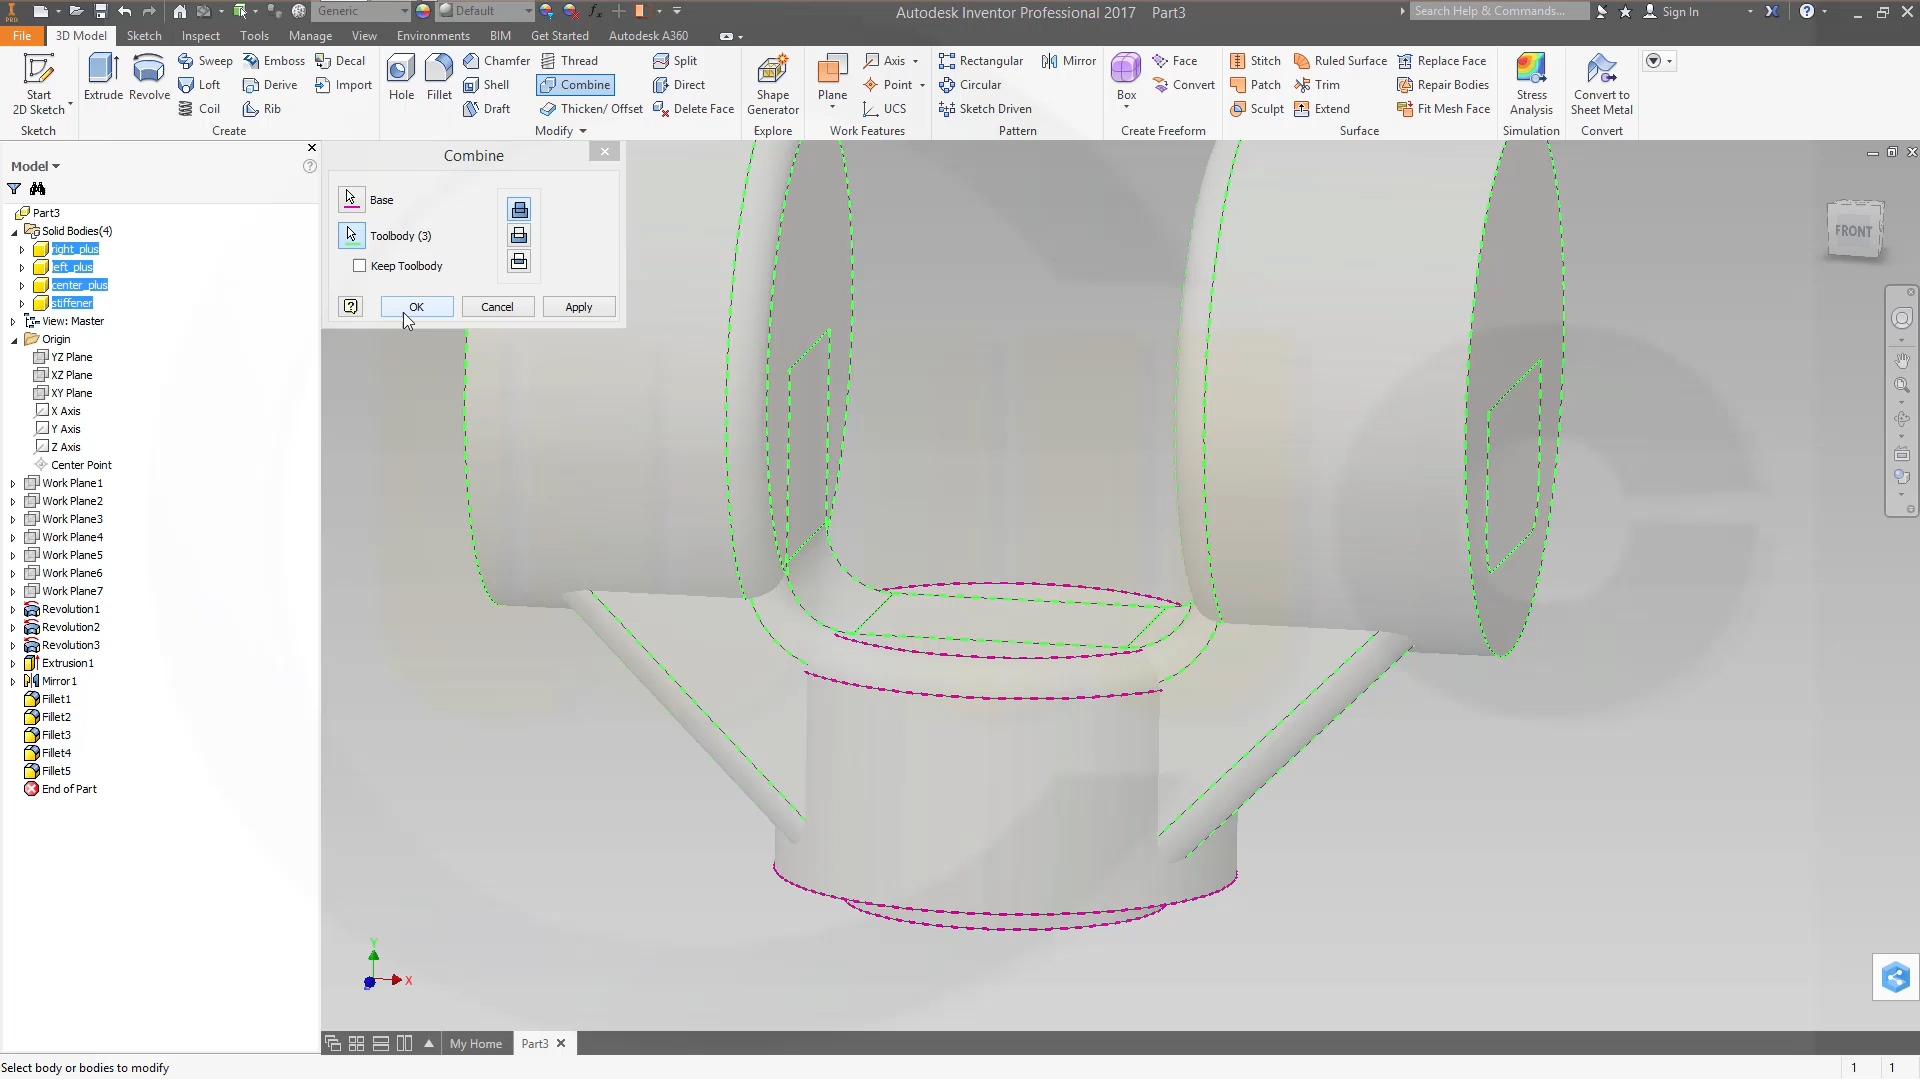 Generic
Default
Autodesk Inventor Professional 2017 Part3
Search Help & Commands...
Sign In
PRO
File
3D Model
Sketch
Inspect
Tools
Manage
View
Environments
BIM
Get Started
Autodesk A360
Start
2D Sketch
Sketch
Extrude
Revolve
Sweep
Loft
Coil
Emboss
Derive
Rib
Decal
Import
Create
Hole
Fillet
Chamfer
Shell
Draft
Thread
Combine
Thicken/ Offset
Split
Direct
Delete Face
Modify
Shape
Generator
Explore
Plane
Axis
Point
UCS
Work Features
Rectangular
Circular
Sketch Driven
Mirror
Pattern
Box
Face
Convert
Create Freeform
Stitch
Patch
Sculpt
Ruled Surface
Trim
Extend
Replace Face
Repair Bodies
Fit Mesh Face
Surface
Stress
Analysis
Simulation
Convert to
Sheet Metal
Convert
Model
Part3
Solid Bodies(4)
right_plus
left_plus
center_plus
stiffener
View: Master
Origin
YZ Plane
XZ Plane
XY Plane
X Axis
Y Axis
Z Axis
Center Point
Work Plane1
Work Plane2
Work Plane3
Work Plane4
Work Plane5
Work Plane6
Work Plane7
Revolution1
Revolution2
Revolution3
Extrusion1
Mirror1
Fillet1
Fillet2
Fillet3
Fillet4
Fillet5
End of Part
Combine
Base
Toolbody (3)
Keep Toolbody
OK
Cancel
Apply
FRONT
Y
X
My Home
Part3
Select body or bodies to modify
1
1